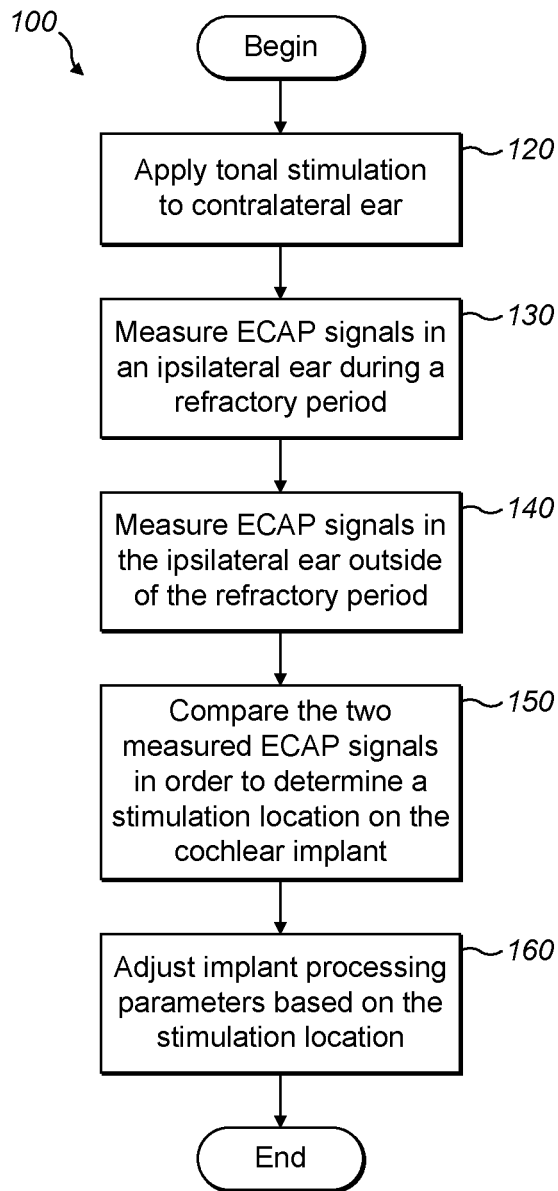 100
Begin
120
Apply tonal stimulation
to contralateral ear
130
Measure ECAP signals in
an ipsilateral ear during a
refractory period
140
Measure ECAP signals in
the ipsilateral ear outside
of the refractory period
150
Compare the two
measured ECAP signals
in order to determine a
stimulation location on the
cochlear implant
160
Adjust implant processing
parameters based on the
stimulation location
End